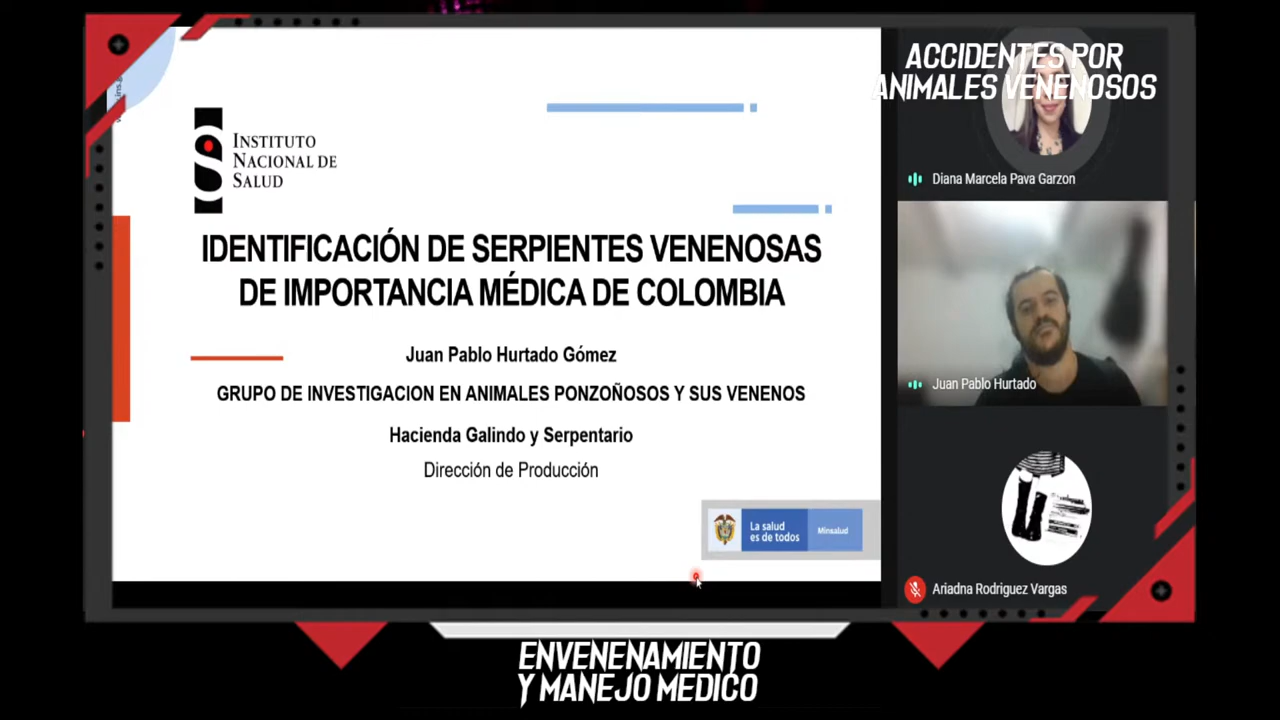 ACCIDENTES POR
ANIMALES VENENOSOS
INSTITUTO
NACIONAL DE
SALUD
IDENTIFICACIÓN DE SERPIENTES VENENOSAS
DE IMPORTANCIA MÉDICA DE COLOMBIA
Juan Pablo Hurtado Gómez
GRUPO DE INVESTIGACION EN ANIMALES PONZOÑOSOS Y SUS VENENOS
Hacienda Galindo y Serpentario
Dirección de Producción
La salud
es de todos
Minsalud
Diana Marcela Pava Garzon
Juan Pablo Hurtado
Ariadna Rodriguez Vargas
ENVENENAMIENTO
Y MANEJO MEDICO